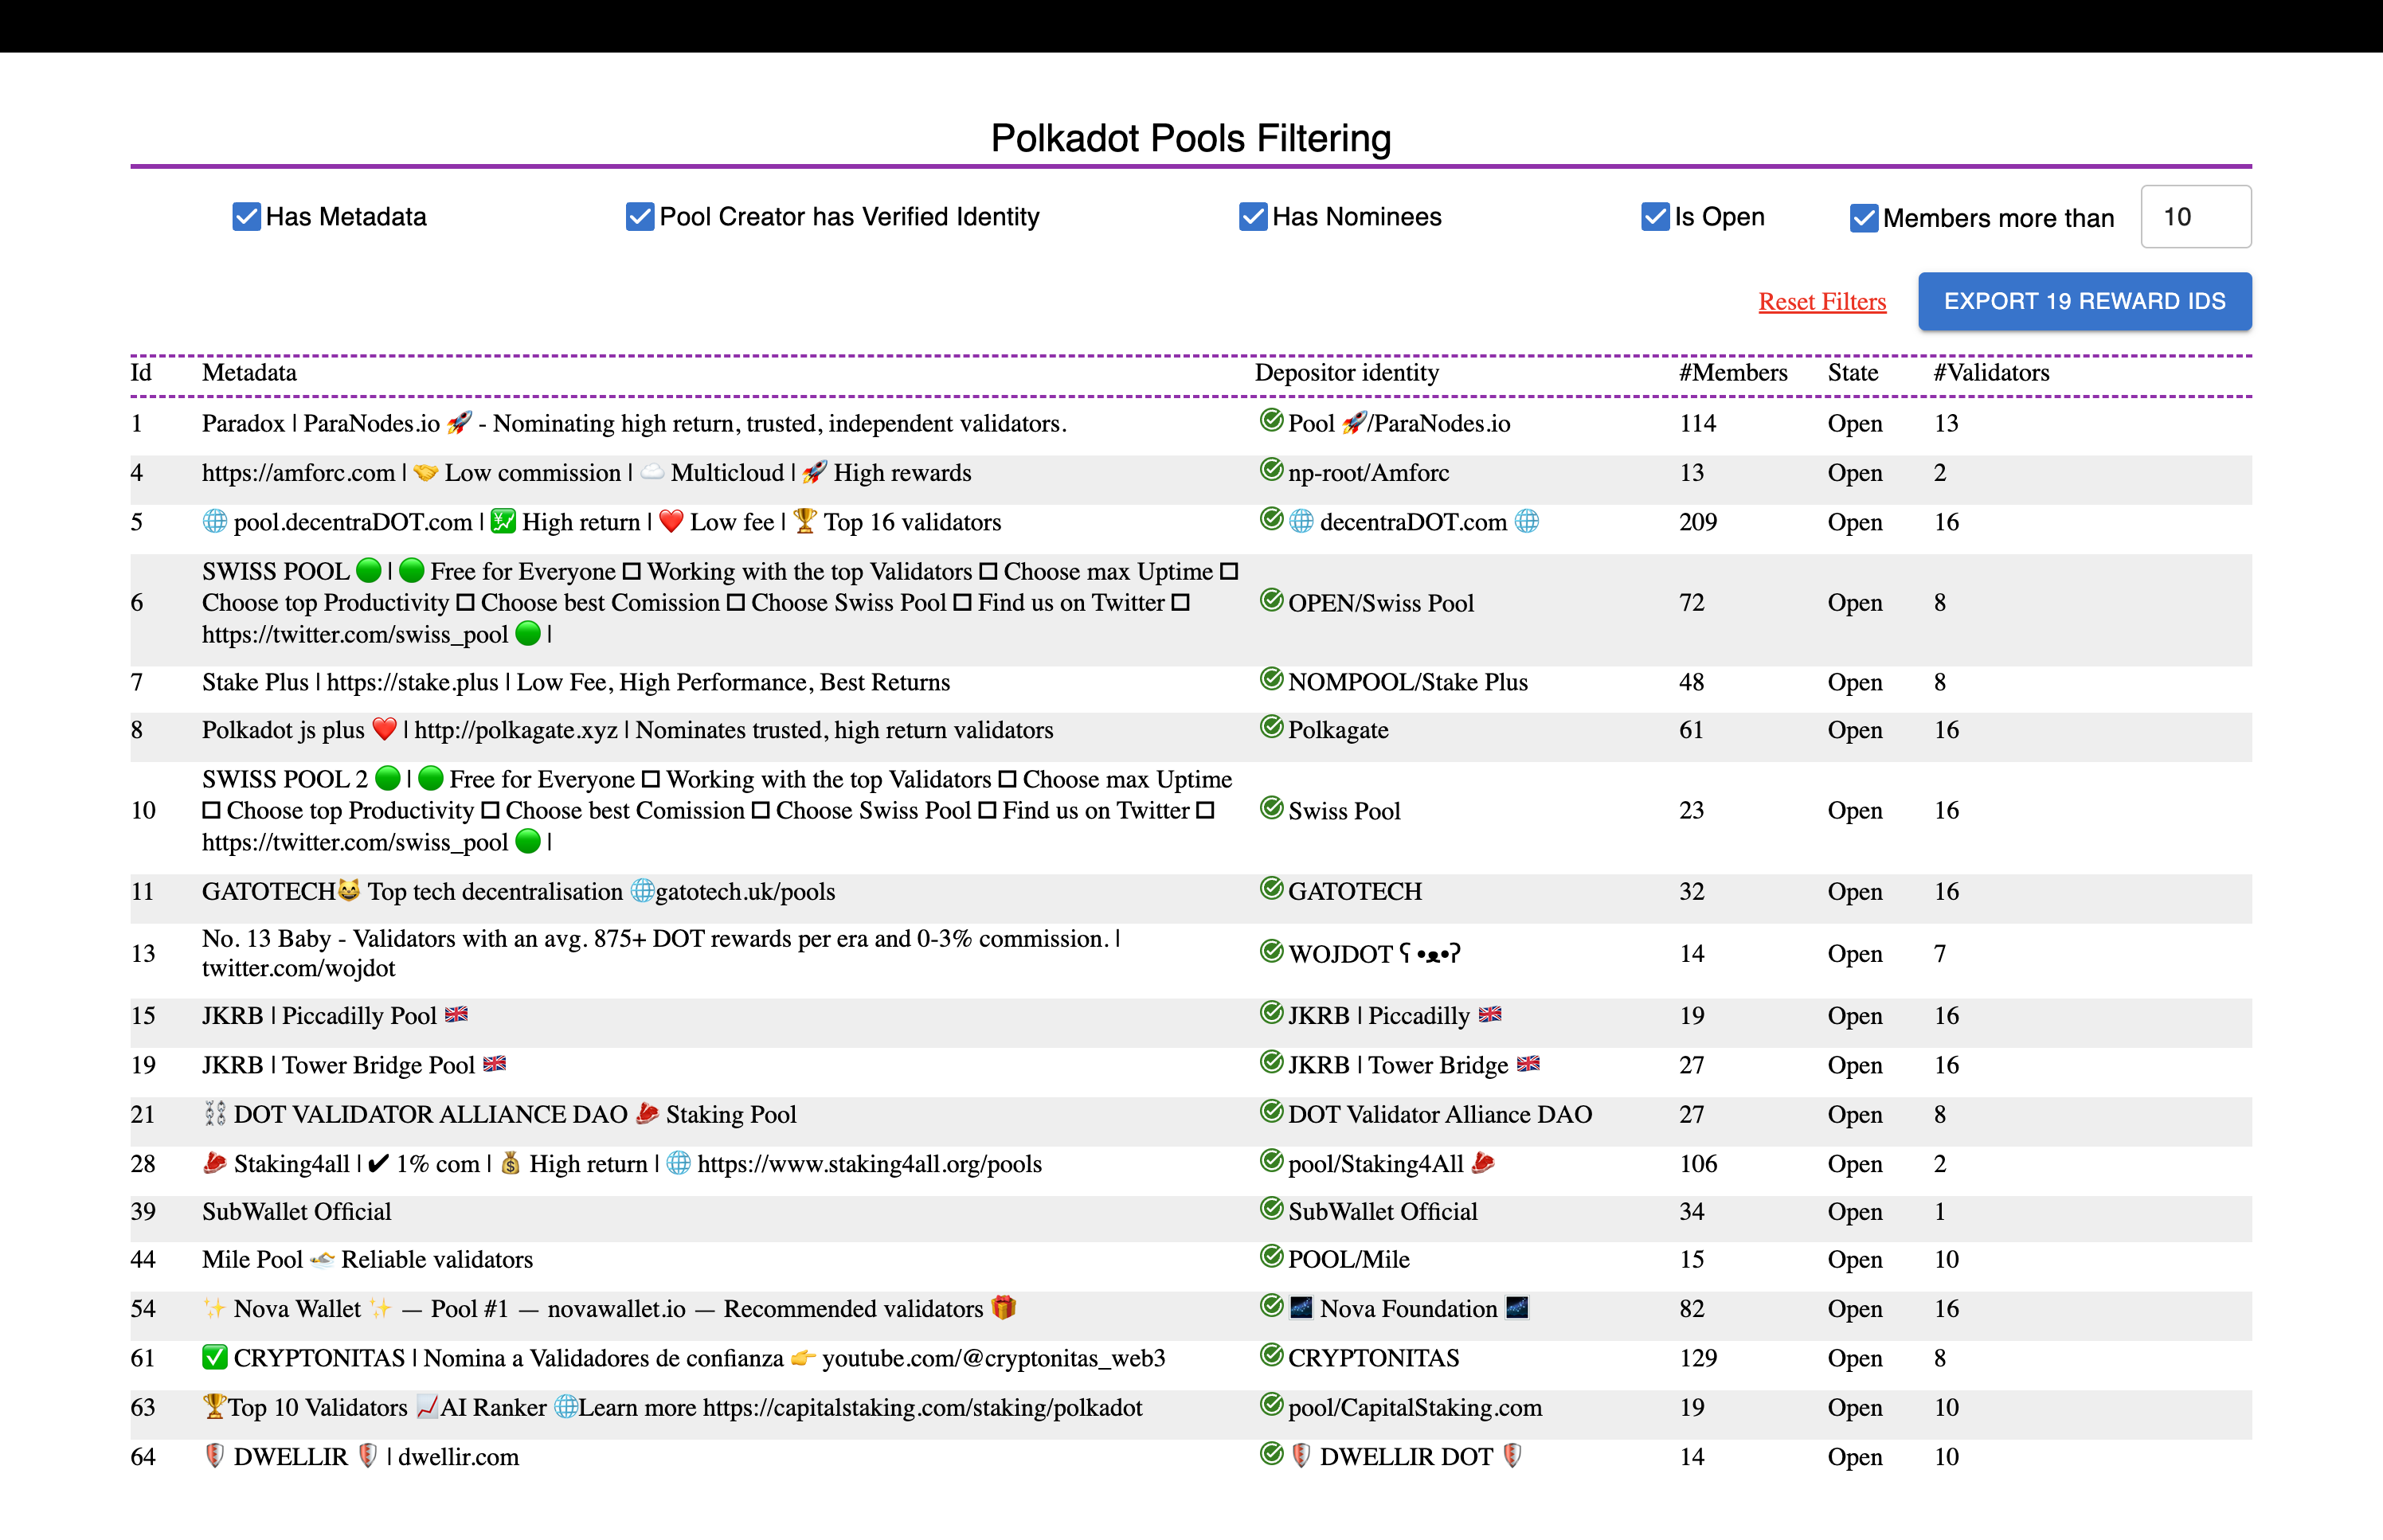 Polkadot Pools Filtering
Has Metadata Pool Creator has Verified Identity Has Nominees Is Open Members more than 10
Reset Filters EXPORT 19 REWARD IDS
Id Metadata Depositor identity #Members State #Validators
1 Paradox | ParaNodes.io 🚀 - Nominating high return, trusted, independent validators. Pool 🚀/ParaNodes.io 114 Open 13
4 https://amforc.com | 🤝 Low commission | ☁️ Multicloud | 🚀 High rewards np-root/Amforc 13 Open 2
5 🌐 pool.decentraDOT.com | 💹 High return | ❤️ Low fee | 🏆 Top 16 validators 🌐 decentraDOT.com 🌐 209 Open 16
SWISS POOL 🟢 | 🟢 Free for Everyone □ Working with the top Validators □ Choose max Uptime □
6 Choose top Productivity □ Choose best Comission □ Choose Swiss Pool □ Find us on Twitter □ OPEN/Swiss Pool 72 Open 8
https://twitter.com/swiss_pool 🟢 |
7 Stake Plus | https://stake.plus | Low Fee, High Performance, Best Returns NOMPOOL/Stake Plus 48 Open 8
8 Polkadot js plus ❤️ | http://polkagate.xyz | Nominates trusted, high return validators Polkagate 61 Open 16
SWISS POOL 2 🟢 | 🟢 Free for Everyone □ Working with the top Validators □ Choose max Uptime
10 □ Choose top Productivity □ Choose best Comission □ Choose Swiss Pool □ Find us on Twitter □ Swiss Pool 23 Open 16
https://twitter.com/swiss_pool 🟢 |
11 GATOTECH😺 Top tech decentralisation 🌐gatotech.uk/pools GATOTECH 32 Open 16
No. 13 Baby - Validators with an avg. 875+ DOT rewards per era and 0-3% commission. |
13 twitter.com/wojdot WOJDOT ʕ •ᴥ•ʔ 14 Open 7
15 JKRB | Piccadilly Pool 🇬🇧 JKRB | Piccadilly 🇬🇧 19 Open 16
19 JKRB | Tower Bridge Pool 🇬🇧 JKRB | Tower Bridge 🇬🇧 27 Open 16
21 ⛓ DOT VALIDATOR ALLIANCE DAO 🥩 Staking Pool DOT Validator Alliance DAO 27 Open 8
28 🥩 Staking4all | ✔ 1% com | 💰 High return | 🌐 https://www.staking4all.org/pools pool/Staking4All 🥩 106 Open 2
39 SubWallet Official SubWallet Official 34 Open 1
44 Mile Pool Reliable validators POOL/Mile 15 Open 10
54 ✨ Nova Wallet ✨ — Pool #1 — novawallet.io — Recommended validators 🎁 🌌 Nova Foundation 🌌 82 Open 16
61 ✅ CRYPTONITAS | Nomina a Validadores de confianza 👉 youtube.com/@cryptonitas_web3 CRYPTONITAS 129 Open 8
63 🏆Top 10 Validators 📈AI Ranker 🌐Learn more https://capitalstaking.com/staking/polkadot pool/CapitalStaking.com 19 Open 10
64 🛡 DWELLIR 🛡 | dwellir.com 🛡 DWELLIR DOT 🛡 14 Open 10